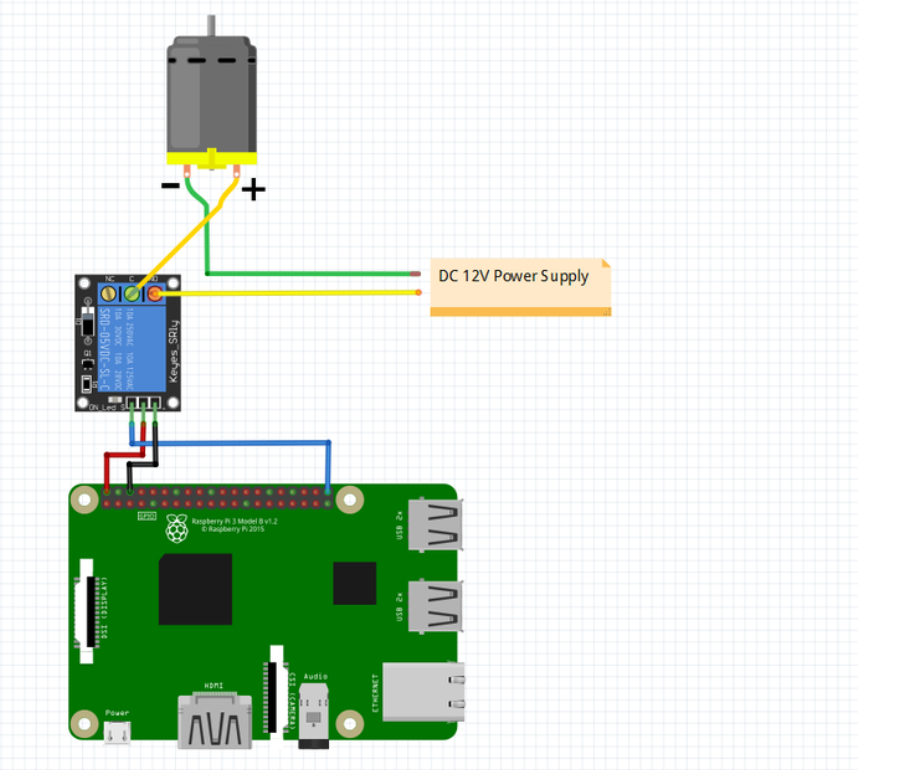 − +
DC 12V Power Supply
NC C NO
SRD-05VDC-SL-C
10A 30VDC 10A 28VDC
10A 250VAC 10A 125VAC
Keyes_SRly
ON_Led S + -
GPIO
Raspberry Pi 3 Model B v1.2
© Raspberry Pi 2015
USB 2x
DSI (DISPLAY)
USB 2x
HDMI
CSI (CAMERA)
Audio
ETHERNET
Power